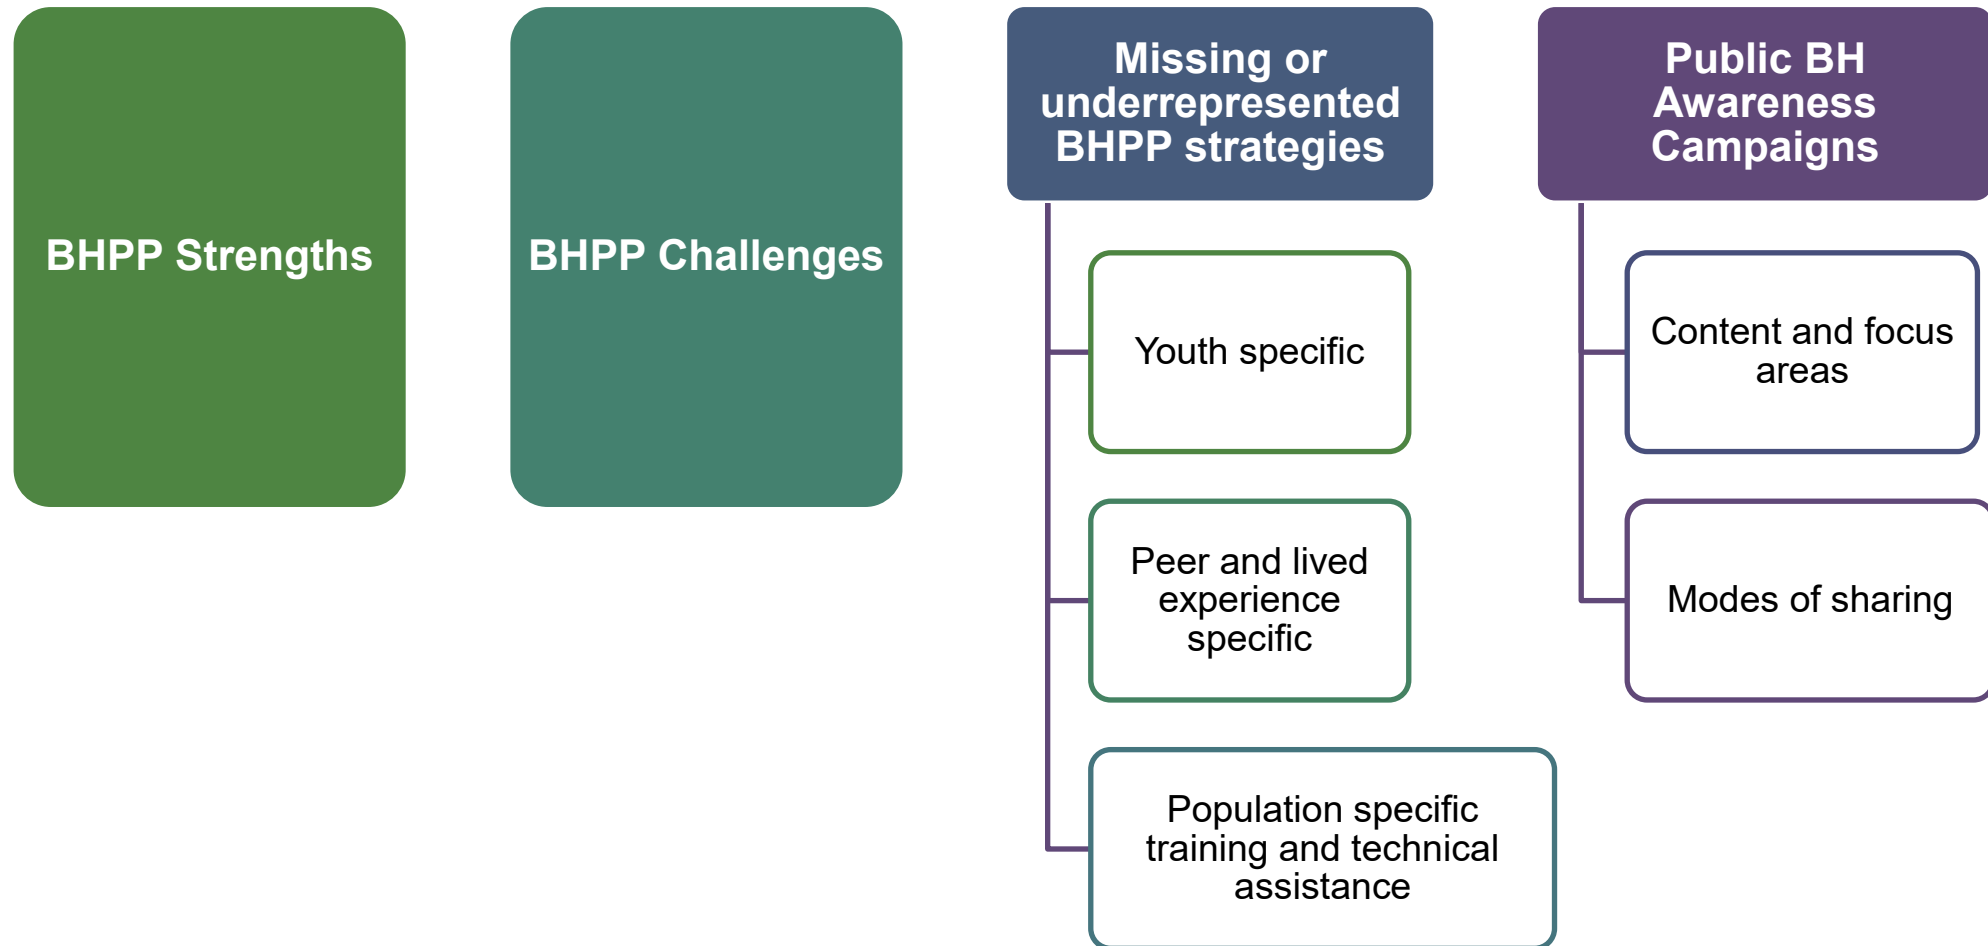 BHPP Strengths
BHPP Challenges
Missing or
underrepresented
BHPP strategies
Youth specific
Peer and lived
experience
specific
Population specific
training and technical
assistance
Public BH
Awareness
Campaigns
Content and focus
areas
Modes of sharing